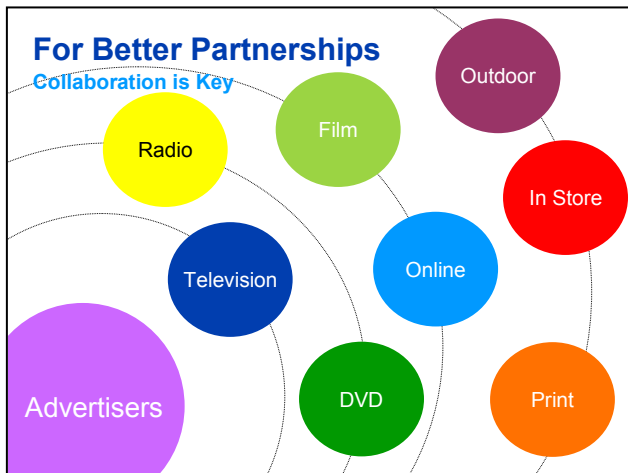 For Better Partnerships
Collaboration is Key
Outdoor
Film
Radio
In Store
Television
Online
Advertisers
DVD
Print